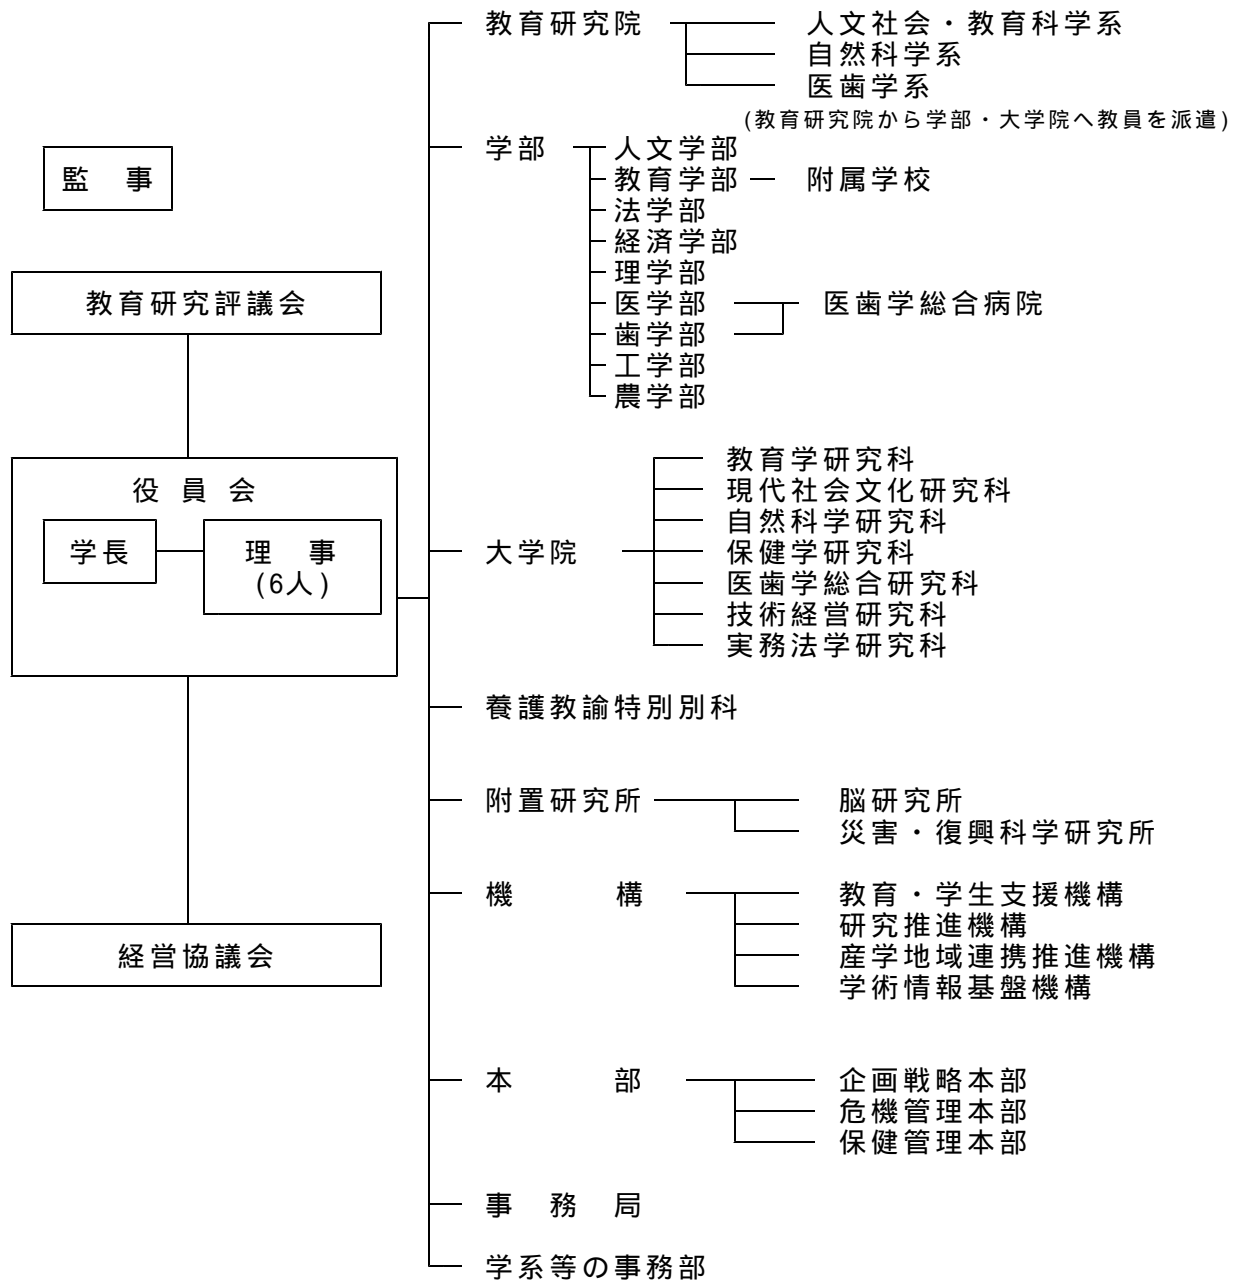 監　事
教育研究評議会
役 員 会
学長
理　事
(6人)
経営協議会
教育研究院
人文社会・教育科学系
自然科学系
医歯学系
(教育研究院から学部・大学院へ教員を派遣)
学部
人文学部
教育学部
附属学校
法学部
経済学部
理学部
医学部
医歯学総合病院
歯学部
工学部
農学部
大学院
教育学研究科
現代社会文化研究科
自然科学研究科
保健学研究科
医歯学総合研究科
技術経営研究科
実務法学研究科
養護教諭特別別科
附置研究所
脳研究所
災害・復興科学研究所
機　　　構
教育・学生支援機構
研究推進機構
産学地域連携推進機構
学術情報基盤機構
本　　　部
企画戦略本部
危機管理本部
保健管理本部
事　務　局
学系等の事務部